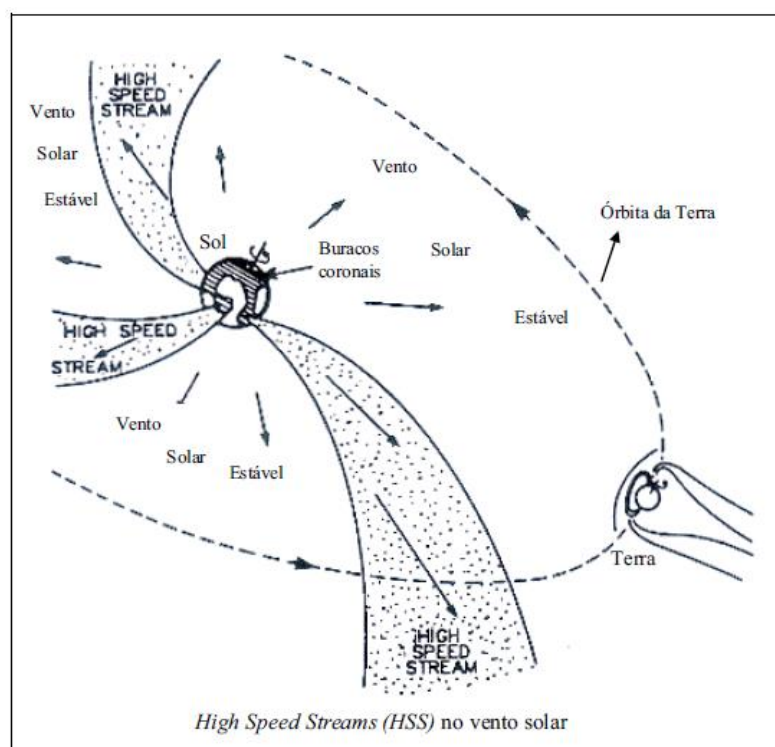 HIGH
SPEED
STREAM
Vento
Solar
Estável
Vento
Solar
Estável
Órbita da Terra
Sol
Buracos
coronais
HIGH SPEED
STREAM
Vento
Solar
Estável
Terra
HIGH
SPEED
STREAM
High Speed Streams (HSS) no vento solar